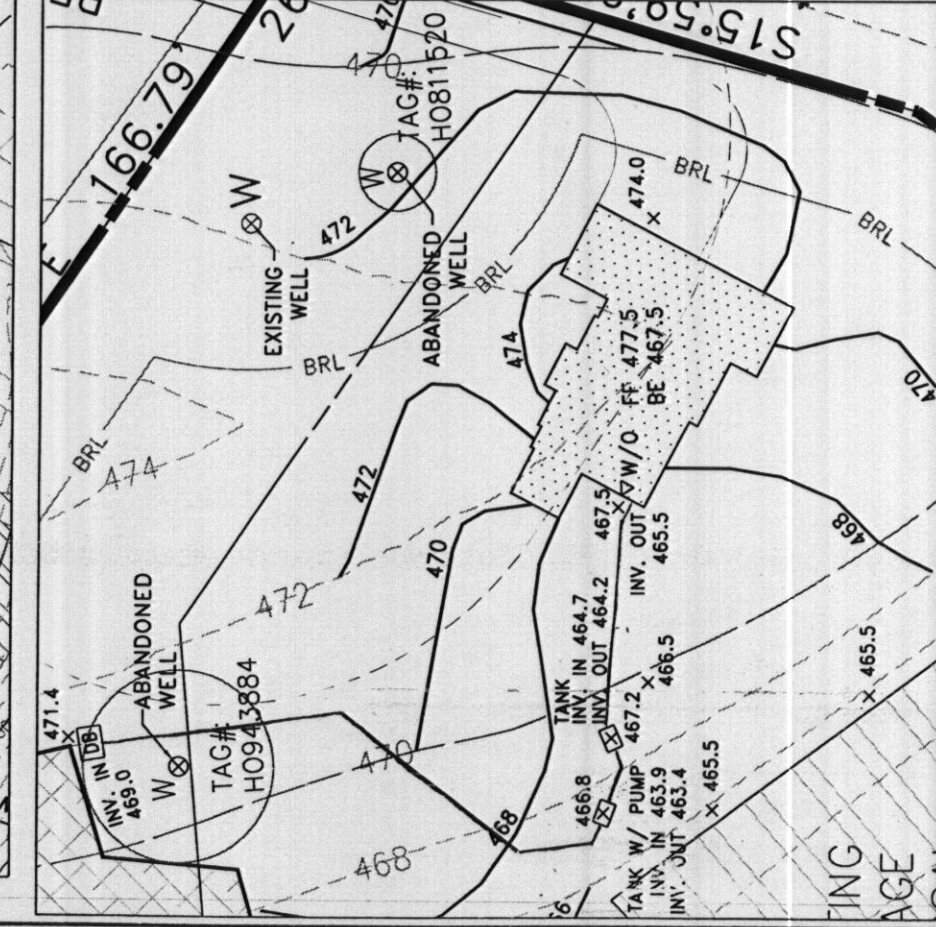 166.79'
E
26
470
470
TAG#:
HO811520
W
ABANDONED
WELL
W
EXISTING
WELL
472
S15°59'
BRL
BRL
BRL
BRL
BRL
474.0
474
474
472
472
470
470
470
468
468
468
FF 477.5
BE 467.5
W/O
467.5
INV. OUT
465.5
TANK
INV. IN 464.7
INV. OUT 464.2
467.2
466.5
466.8
TANK W/ PUMP
INV. IN 463.9
INV. OUT 463.4
465.5
465.5
ABANDONED
WELL
W
471.4
DB
INV. IN
469.0
TAG#: